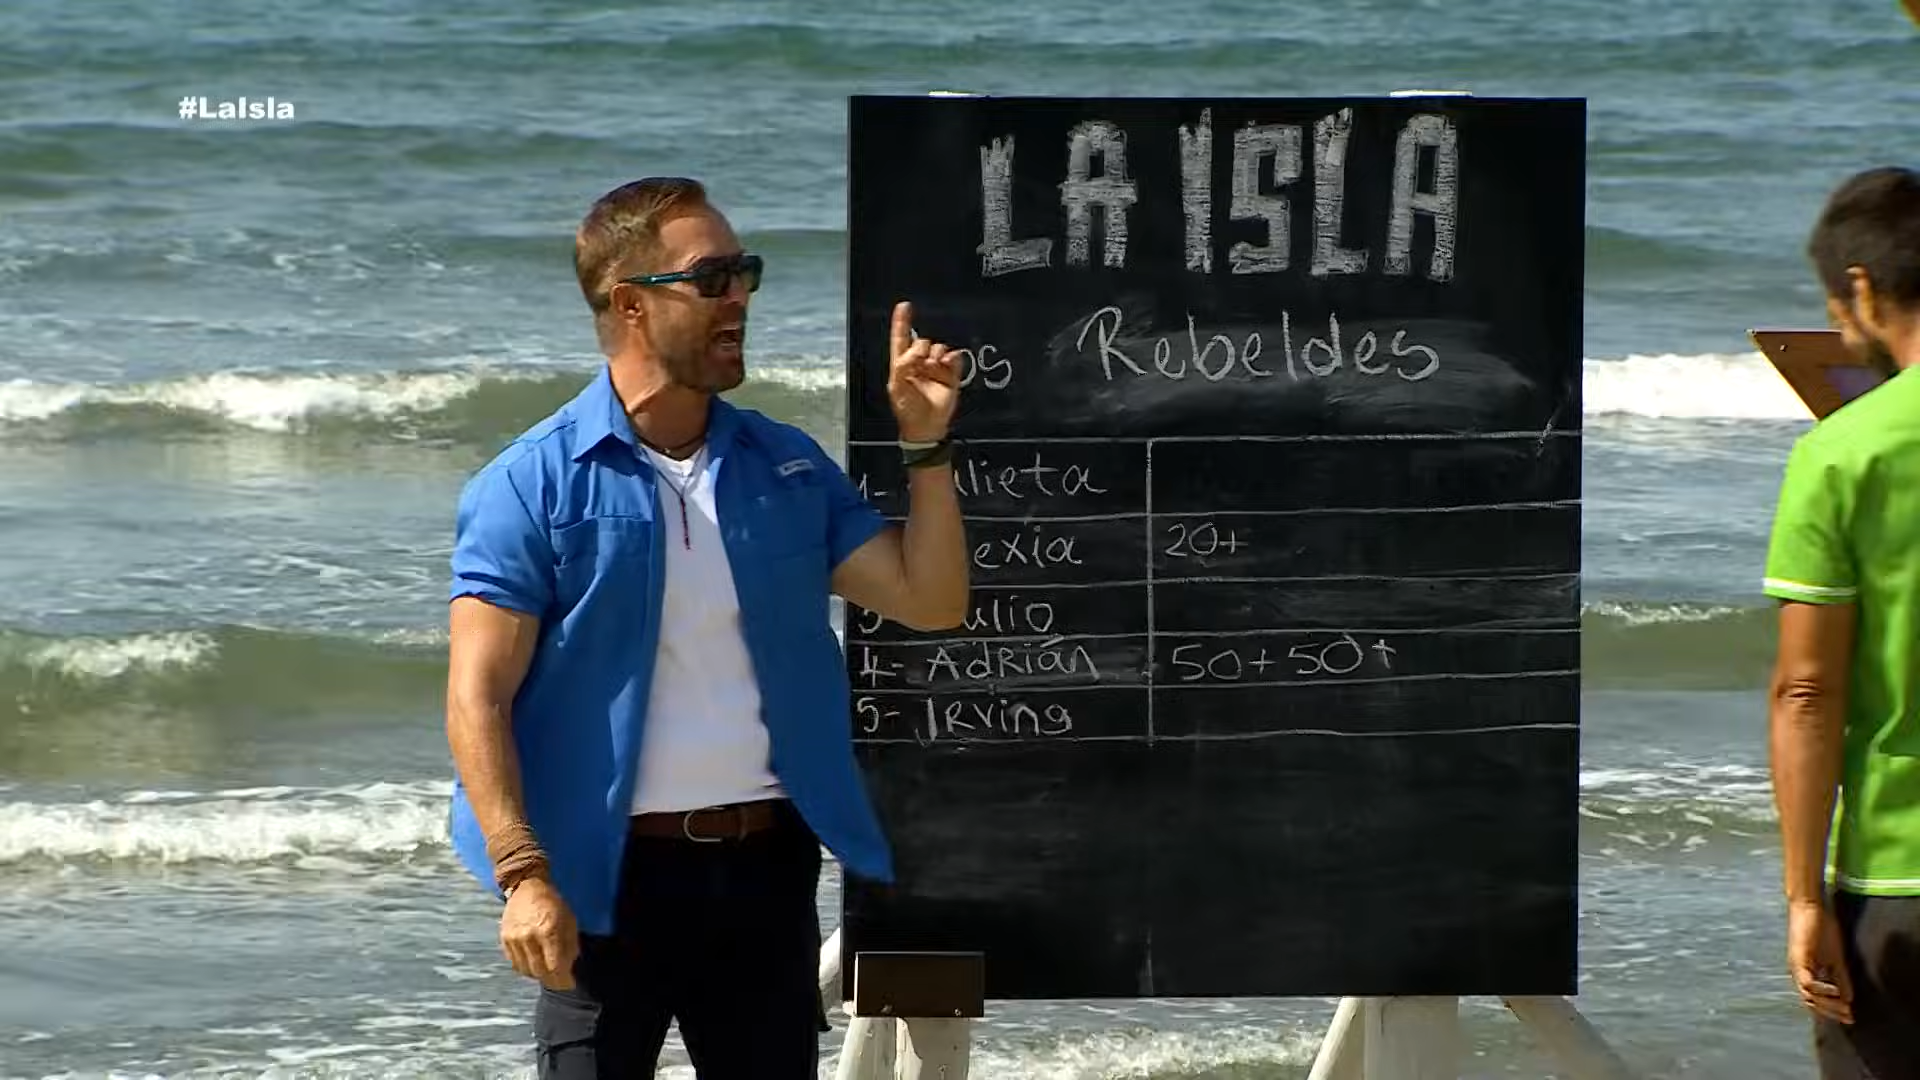 #LaIsla
LA ISLA
Rebeldes
20+
4- Adrián 50+50+
5- Irving